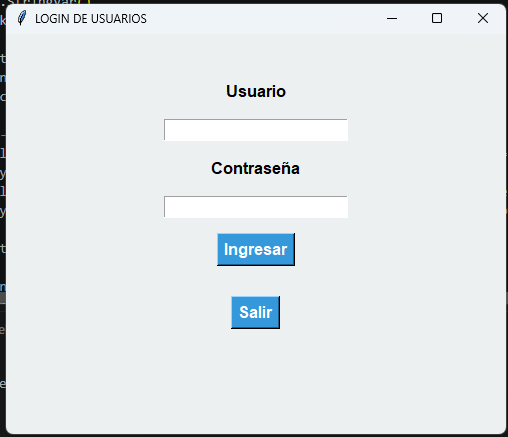 LOGIN DE USUARIOS
Usuario
Contraseña
Ingresar
Salir